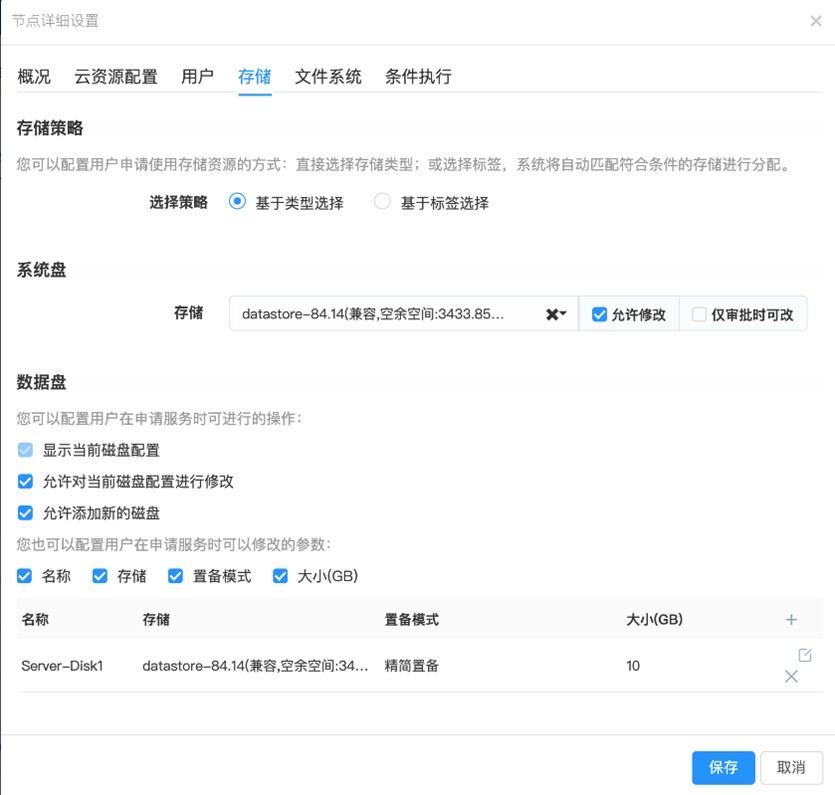 节点详细设置
概况 云资源配置 用户 存储 文件系统 条件执行
存储策略
您可以配置用户申请使用存储资源的方式：直接选择存储类型；或选择标签，系统将自动匹配符合条件的存储进行分配。
选择策略 基于类型选择 基于标签选择
系统盘
存储 datastore-84.14(兼容,空余空间:3433.85... 允许修改 仅审批时可改
数据盘
您可以配置用户在申请服务时可进行的操作：
显示当前磁盘配置
允许对当前磁盘配置进行修改
允许添加新的磁盘
您也可以配置用户在申请服务时可以修改的参数：
名称 存储 置备模式 大小(GB)
名称 存储 置备模式 大小(GB)
Server-Disk1 datastore-84.14(兼容,空余空间:34... 精简置备 10
保存 取消